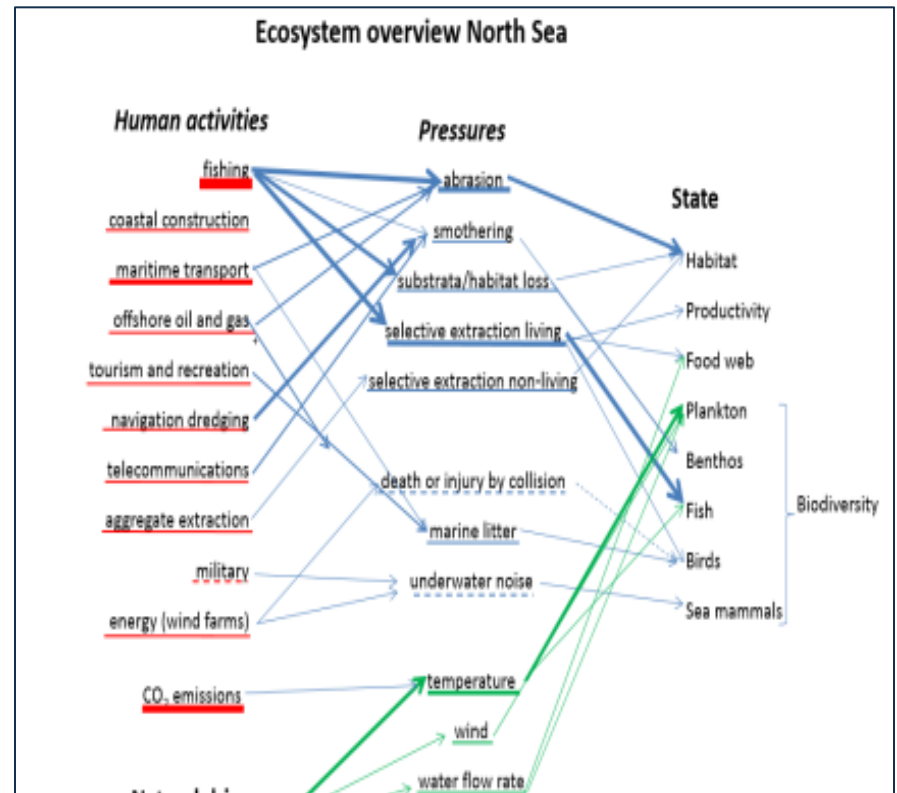 Ecosystem overview North Sea
Human activities
fishing
coastal construction
maritime transport
offshore oil and gas
tourism and recreation
navigation dredging
telecommunications
aggregate extraction
military
energy (wind farms)
CO₂ emissions
Pressures
abrasion
smothering
substrata/habitat loss
selective extraction living
selective extraction non-living
death or injury by collision
marine litter
underwater noise
temperature
wind
water flow rate
State
Habitat
Productivity
Food web
Plankton
Benthos
Fish
Birds
Sea mammals
Biodiversity